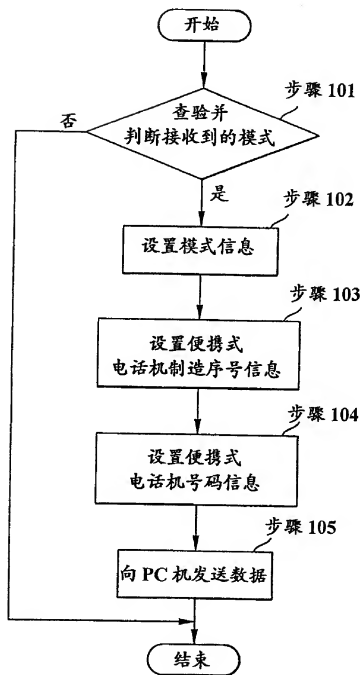 开始
步骤 101
查验并
判断接收到的模式
否
是
步骤 102
设置模式信息
步骤 103
设置便携式
电话机制造序号信息
步骤 104
设置便携式
电话机号码信息
步骤 105
向 PC 机发送数据
结束